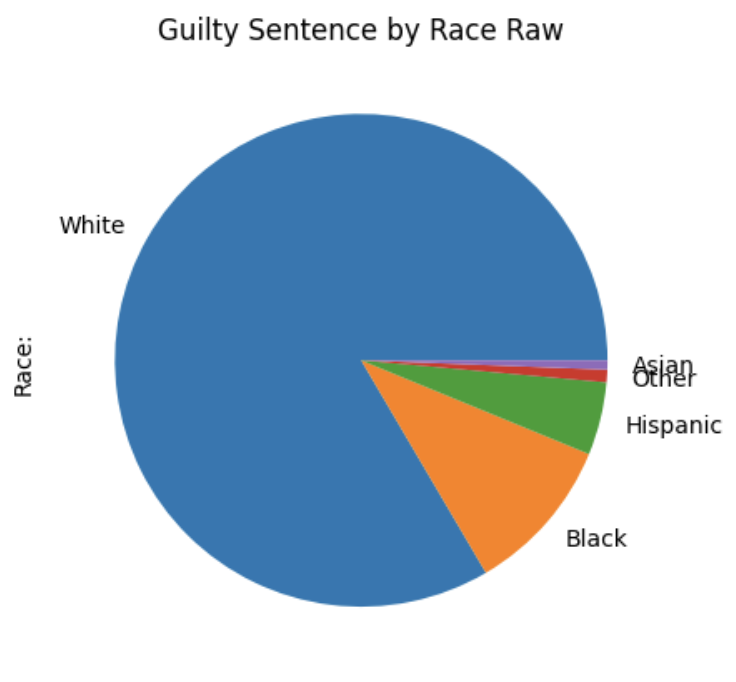 Guilty Sentence by Race Raw
White
Race:
Asian
Other
Hispanic
Black